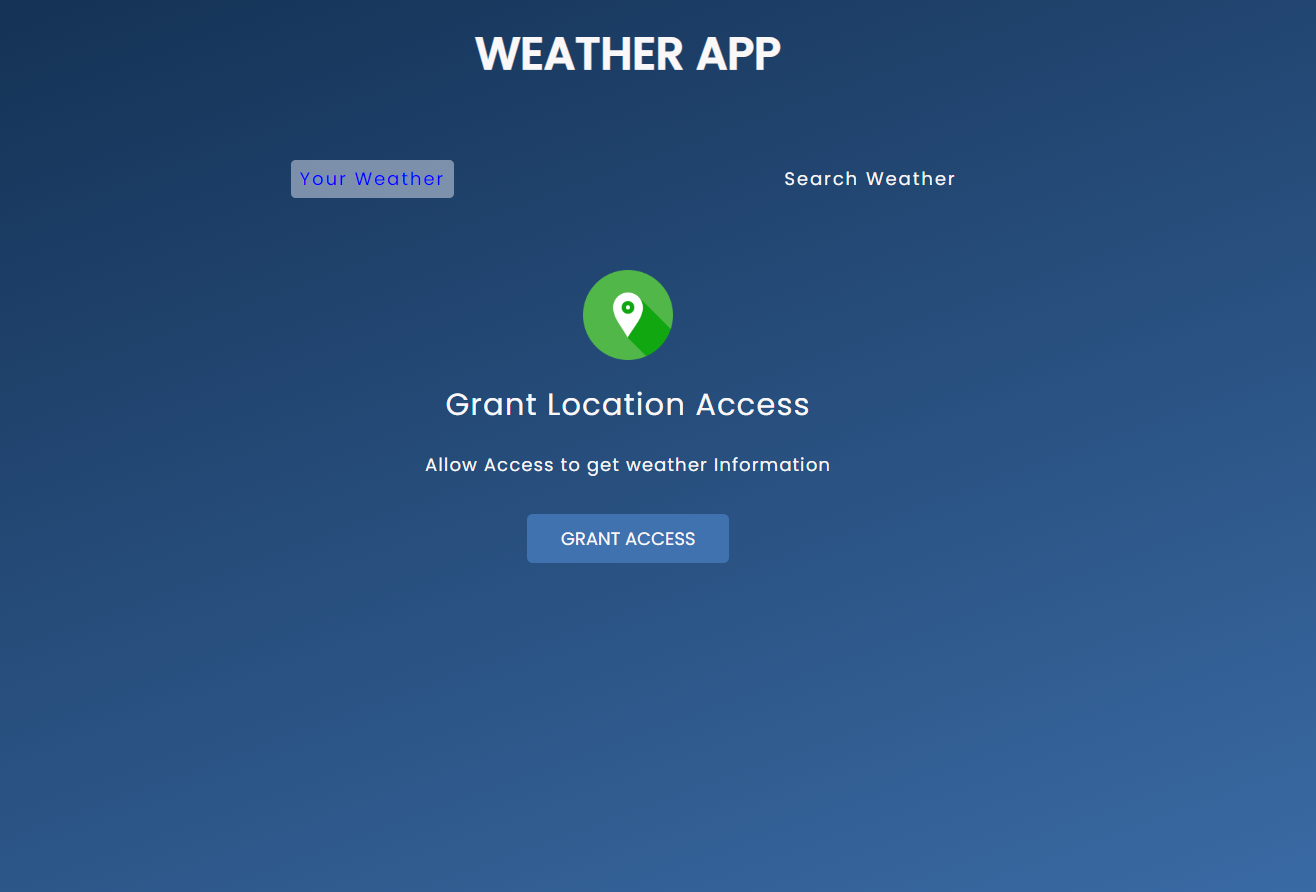 WEATHER APP
Your Weather
Search Weather
Grant Location Access
Allow Access to get weather Information
GRANT ACCESS